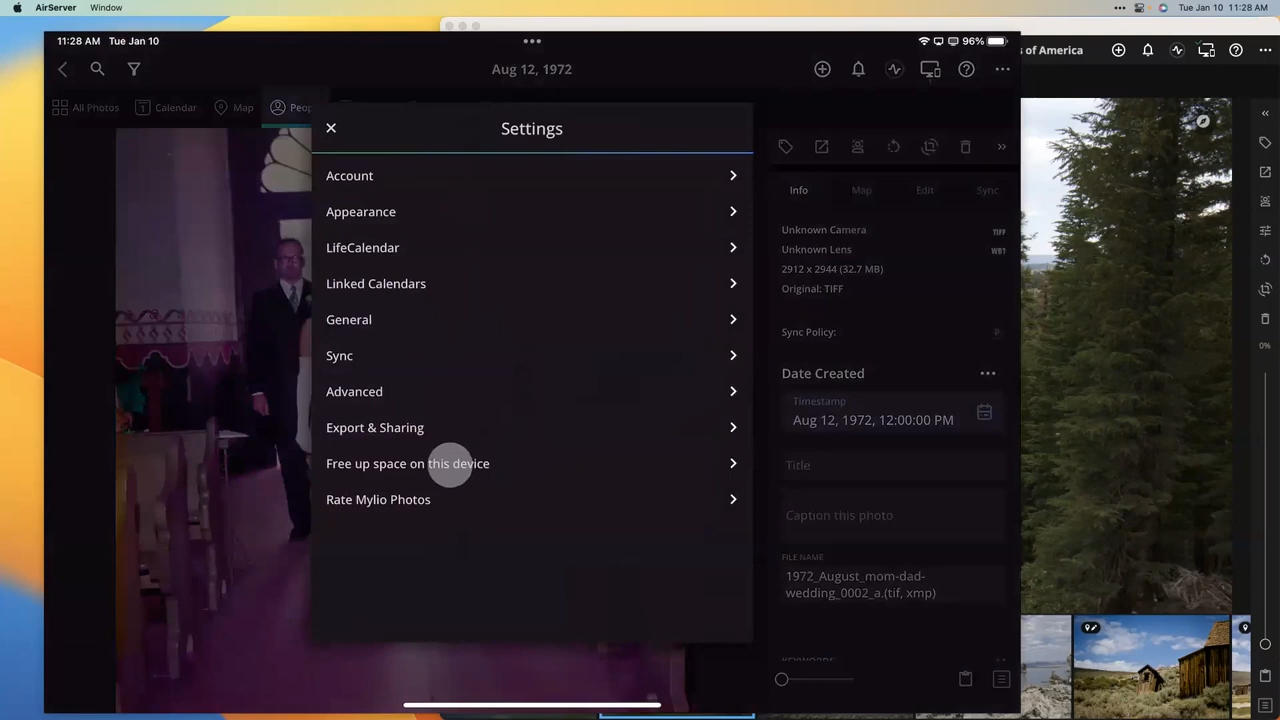 AirServer Window
Tue Jan 10 11:28 AM
11:28 AM Tue Jan 10
96%
s of America
Aug 12, 1972
All Photos Calendar Map Peop
Settings
Account
Appearance
LifeCalendar
Linked Calendars
General
Sync
Advanced
Export & Sharing
Free up space on this device
Rate Mylio Photos
Info Map Edit Sync
Unknown Camera TIFF
Unknown Lens
2912 x 2944 (32.7 MB)
Original: TIFF
Sync Policy: P
Date Created
Timestamp
Aug 12, 1972, 12:00:00 PM
Title
Caption this photo
FILE NAME
1972_August_mom-dad-
wedding_0002_a.(tif, xmp)
KEYWORDS
0%